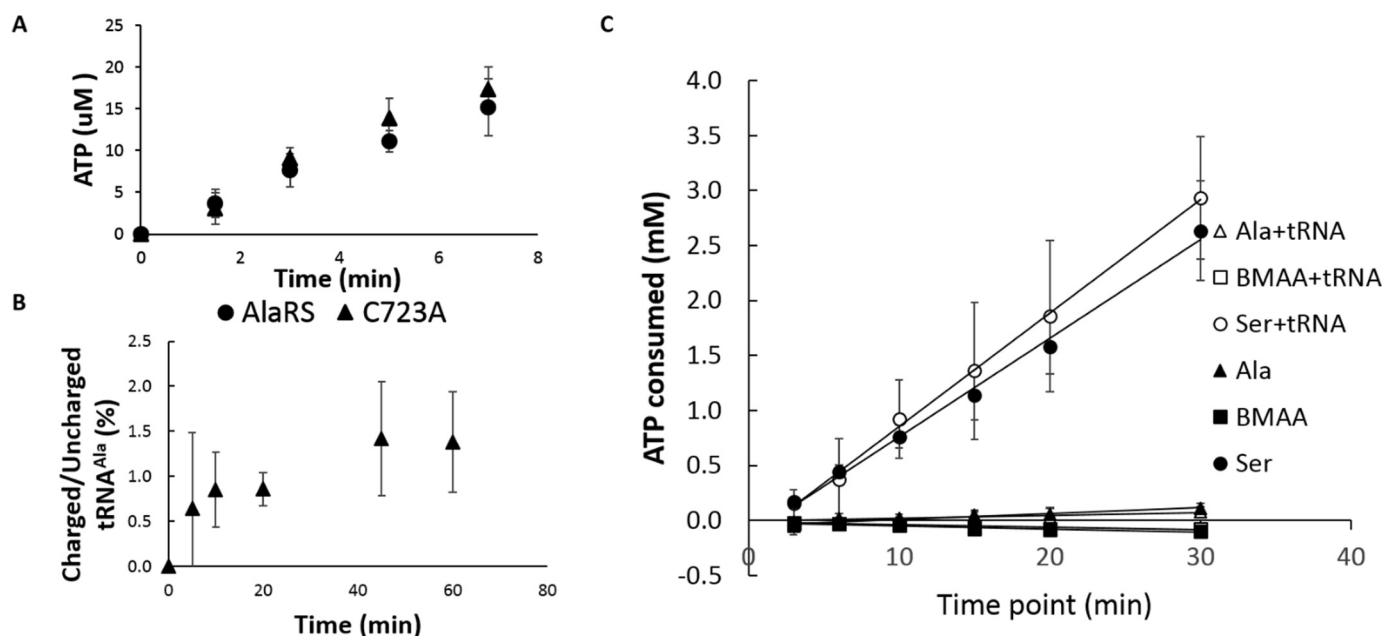 A
ATP (uM )
25
20
15
10
5
0
0 2 4 6 8
Time (min)
● AlaRS ▲ C723A
B
Charged/Uncharged
tRNAᴬˡᵃ (%)
2.5
2.0
1.5
1.0
0.5
0.0
0 20 40 60 80
Time (min)
C
ATP consumed (mM)
4.0
3.5
3.0
2.5
2.0
1.5
1.0
0.5
0.0
-0.5
0 10 20 30 40
Time point (min)
△ Ala+tRNA
□ BMAA+tRNA
○ Ser+tRNA
▲ Ala
■ BMAA
● Ser